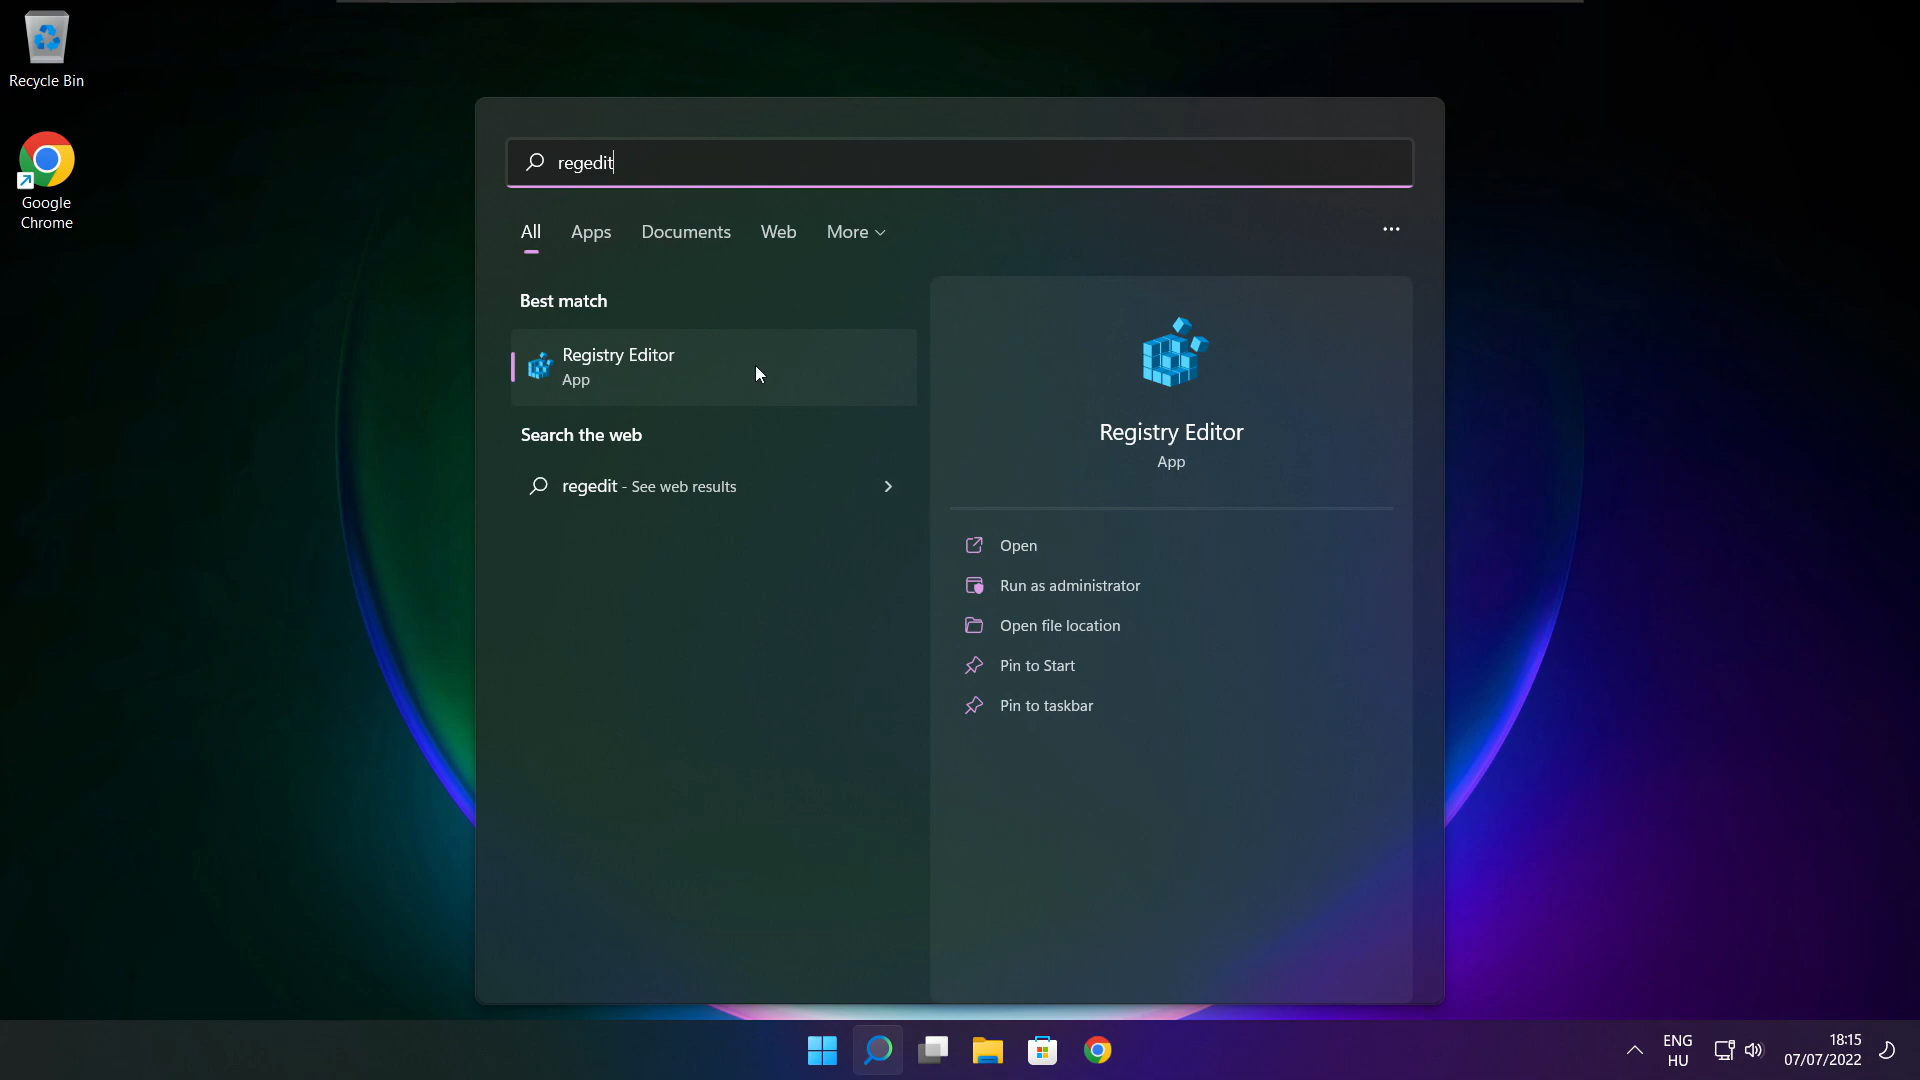 Recycle Bin
Google
Chrome
regedit
All
Apps
Documents
Web
More
Best match
Registry Editor
App
Search the web
regedit - See web results
Registry Editor
App
Open
Run as administrator
Open file location
Pin to Start
Pin to taskbar
ENG
HU
18:15
07/07/2022